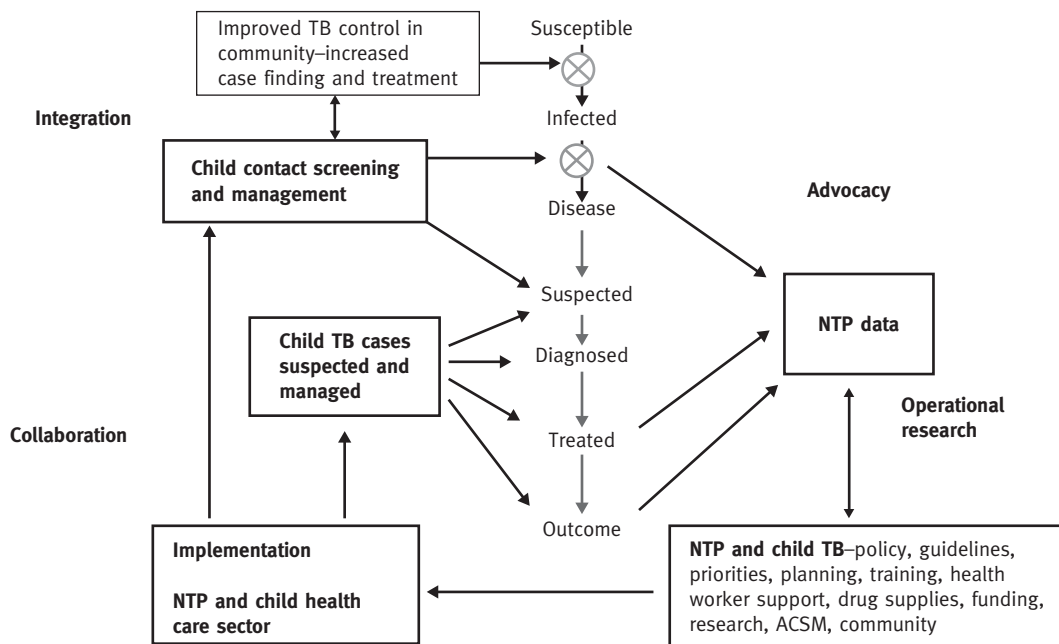 Improved TB control in
community–increased
case finding and treatment
Susceptible
Integration
Infected
Child contact screening
and management
Disease
Advocacy
Suspected
NTP data
Child TB cases
suspected and
managed
Diagnosed
Collaboration
Treated
Operational
research
Outcome
Implementation
NTP and child health
care sector
NTP and child TB–policy, guidelines,
priorities, planning, training, health
worker support, drug supplies, funding,
research, ACSM, community